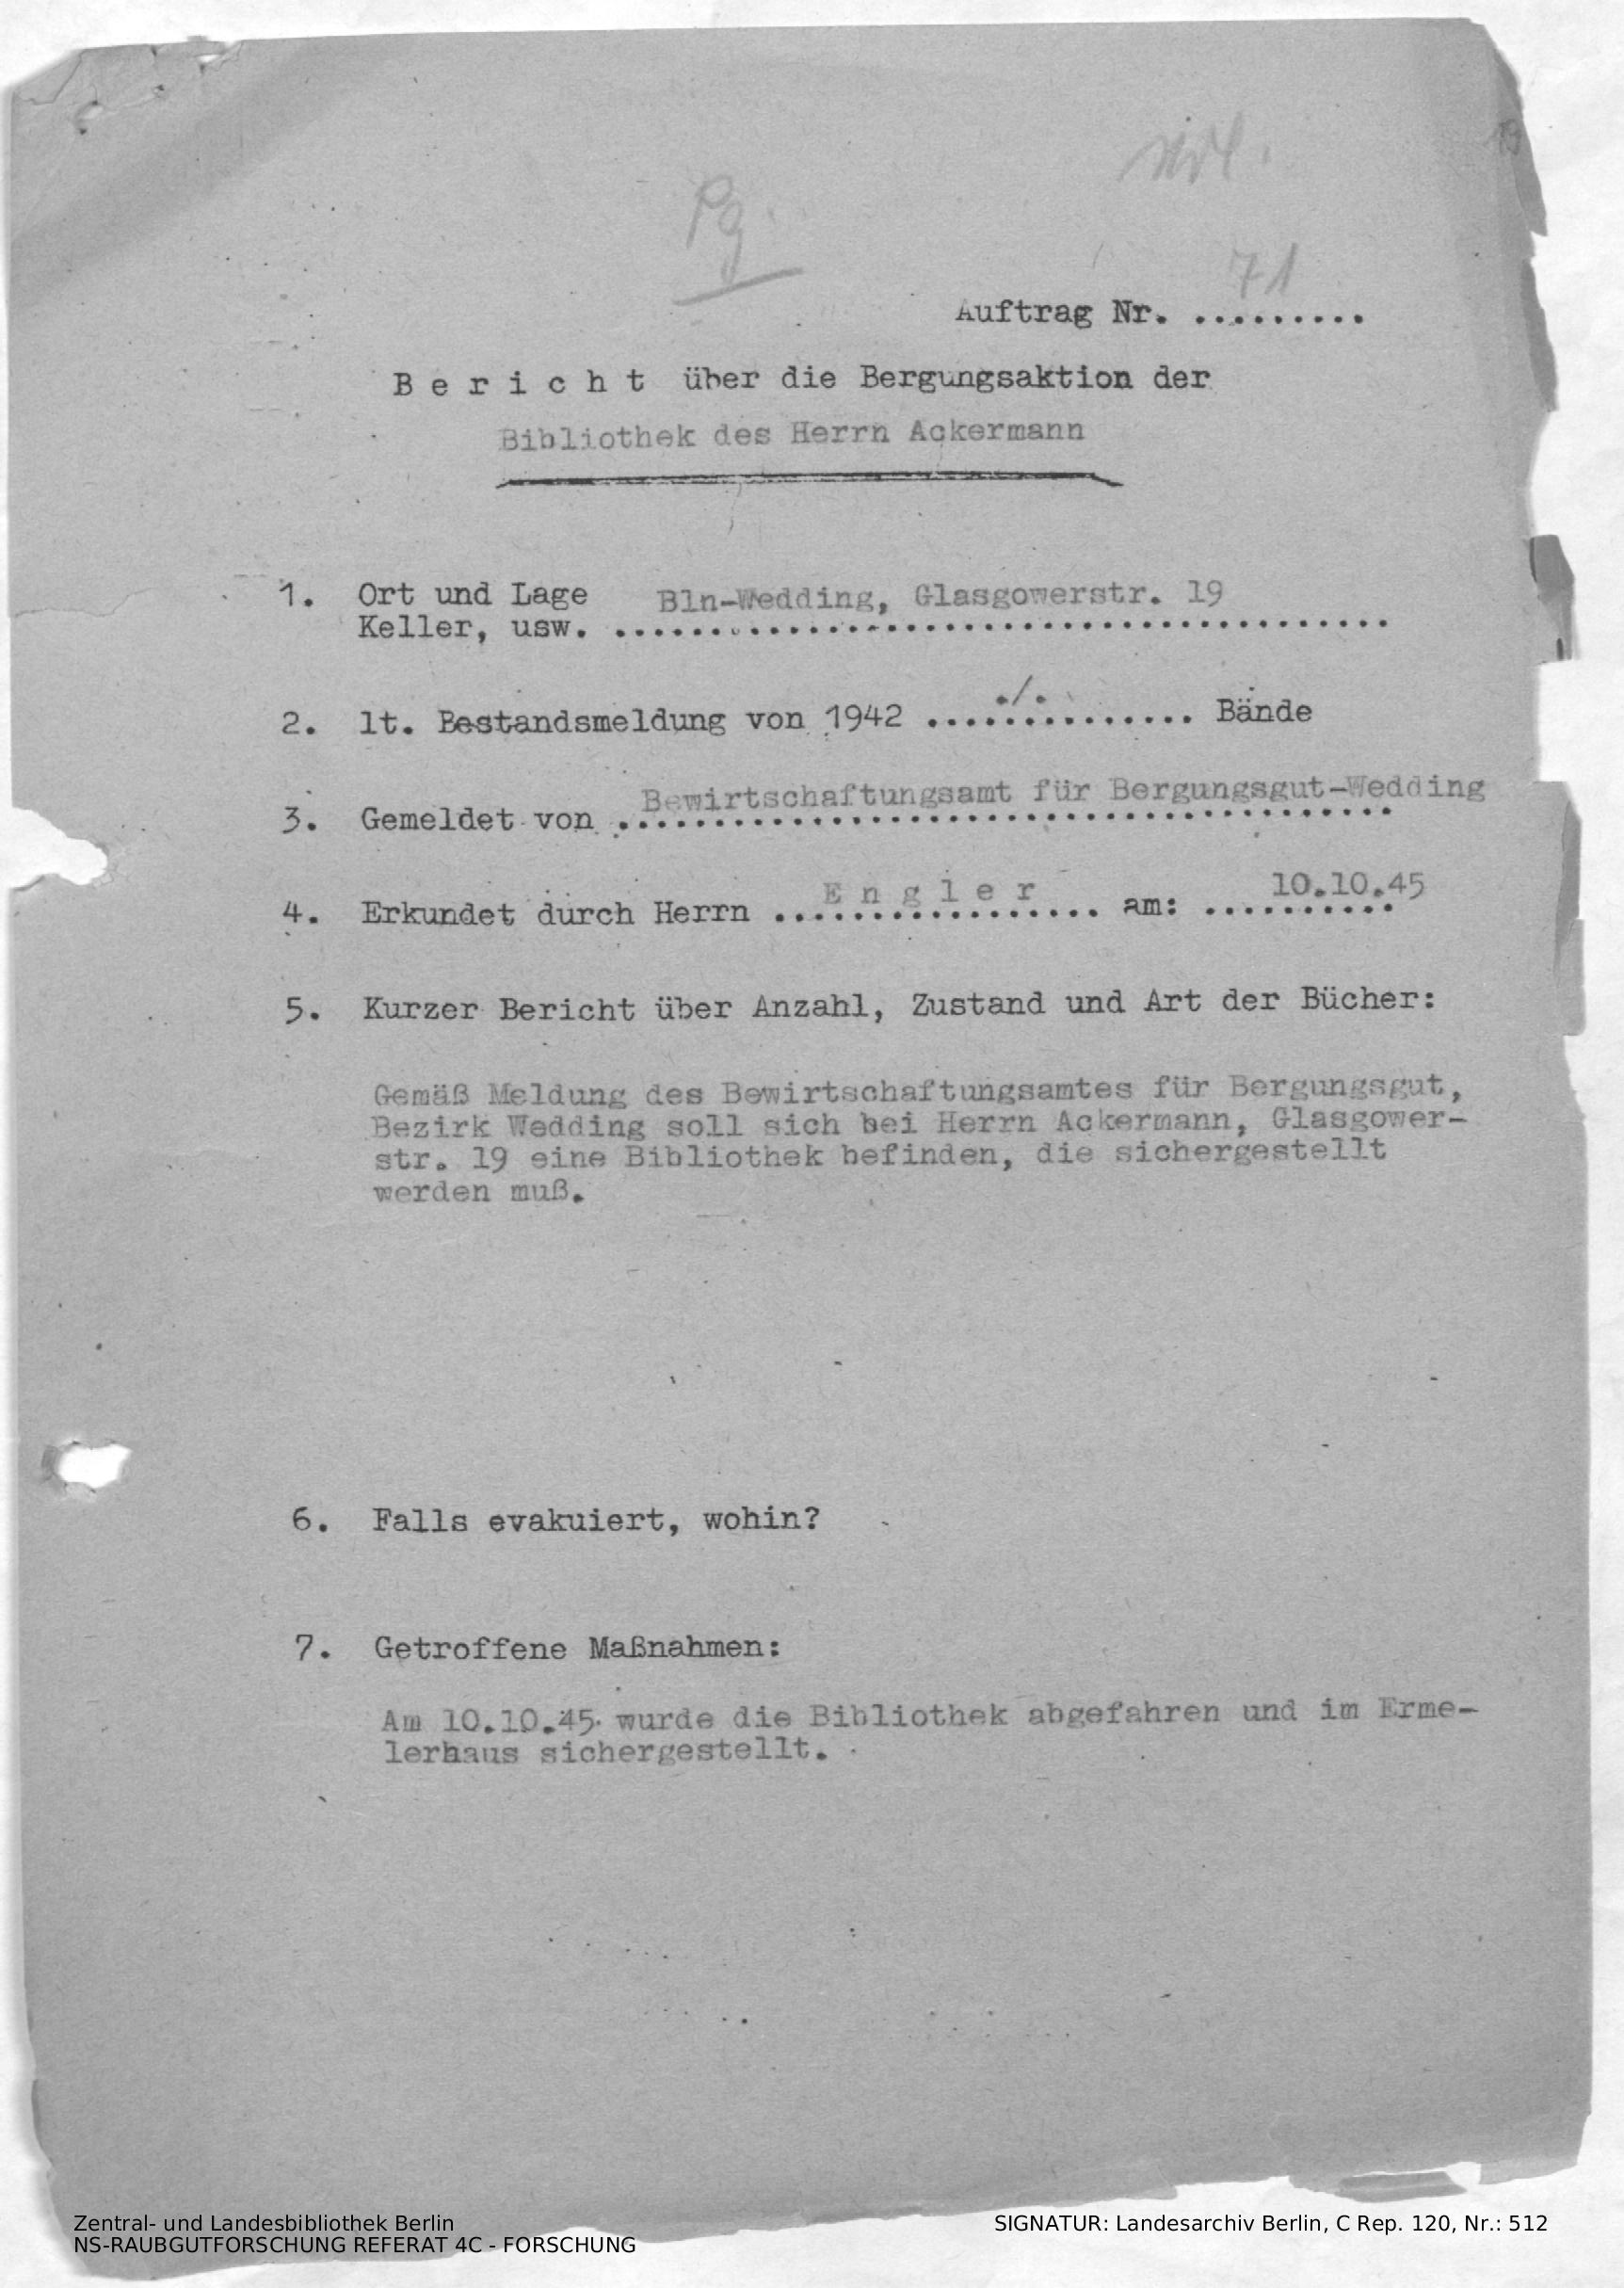 Pg.
71
Auftrag Nr. .........
B e r i c h t über die Bergungsaktion der
Bibliothek des Herrn Ackermann
1. Ort und Lage Bln-Wedding, Glasgowerstr. 19
Keller, usw. ........................................
2. lt. Bestandsmeldung von 1942 ...../......... Bände
3. Gemeldet von Bewirtschaftungsamt für Bergungsgut-Wedding
4. Erkundet durch Herrn E n g l e r am: 10.10.45
5. Kurzer Bericht über Anzahl, Zustand und Art der Bücher:
Gemäß Meldung des Bewirtschaftungsamtes für Bergungsgut,
Bezirk Wedding soll sich bei Herrn Ackermann, Glasgower-
str. 19 eine Bibliothek befinden, die sichergestellt
werden muß.
6. Falls evakuiert, wohin?
7. Getroffene Maßnahmen:
Am 10.10.45 wurde die Bibliothek abgefahren und im Erme-
lerhaus sichergestellt.
Zentral- und Landesbibliothek Berlin
NS-RAUBGUTFORSCHUNG REFERAT 4C - FORSCHUNG
SIGNATUR: Landesarchiv Berlin, C Rep. 120, Nr.: 512